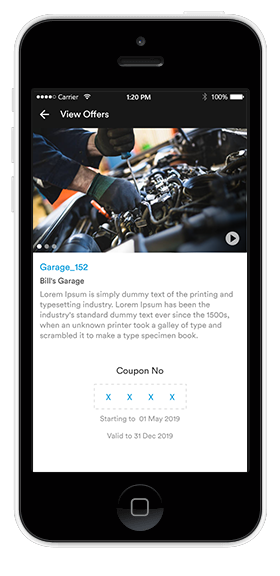 Carrier 1:20 PM 100%
View Offers
Garage_152
Bill's Garage
Lorem Ipsum is simply dummy text of the printing and
typesetting industry. Lorem Ipsum has been the
industry's standard dummy text ever since the 1500s,
when an unknown printer took a galley of type and
scrambled it to make a type specimen book.
Coupon No
X X X X
Starting to 01 May 2019
Valid to 31 Dec 2019